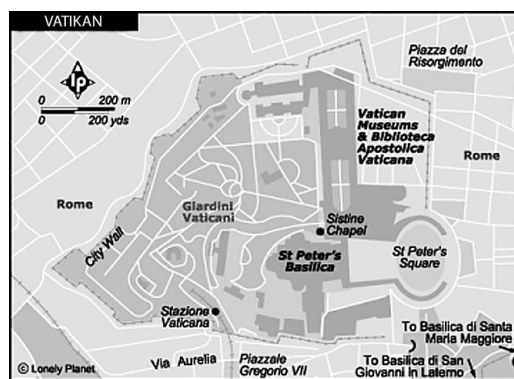 VATIKAN
lp
0 200 m
0 200 yds
Piazza del
Risorgimento
Vatican
Museums
& Biblioteca
Apostolica
Vaticana
Rome
Rome
Giardini
Vaticani
City Wall
Sistine
Chapel
St Peter's
Basilica
St Peter's
Square
Stazione
Vaticana
Via Aurelia
Piazzale
Gregorio VII
To Basilica di Santa
Maria Maggiore
To Basilica di San
Giovanni in Laterno
© Lonely Planet